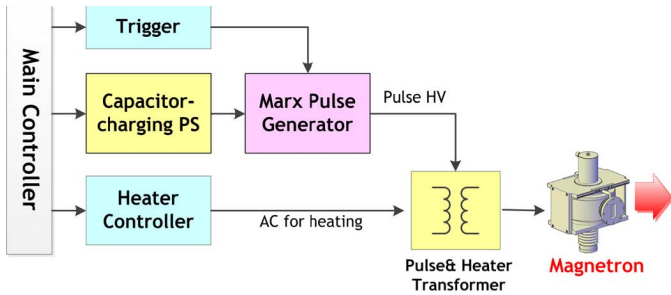 Main Controller
Trigger
Capacitor-
charging PS
Marx Pulse
Generator
Pulse HV
Heater
Controller
AC for heating
Pulse& Heater
Transformer
Magnetron